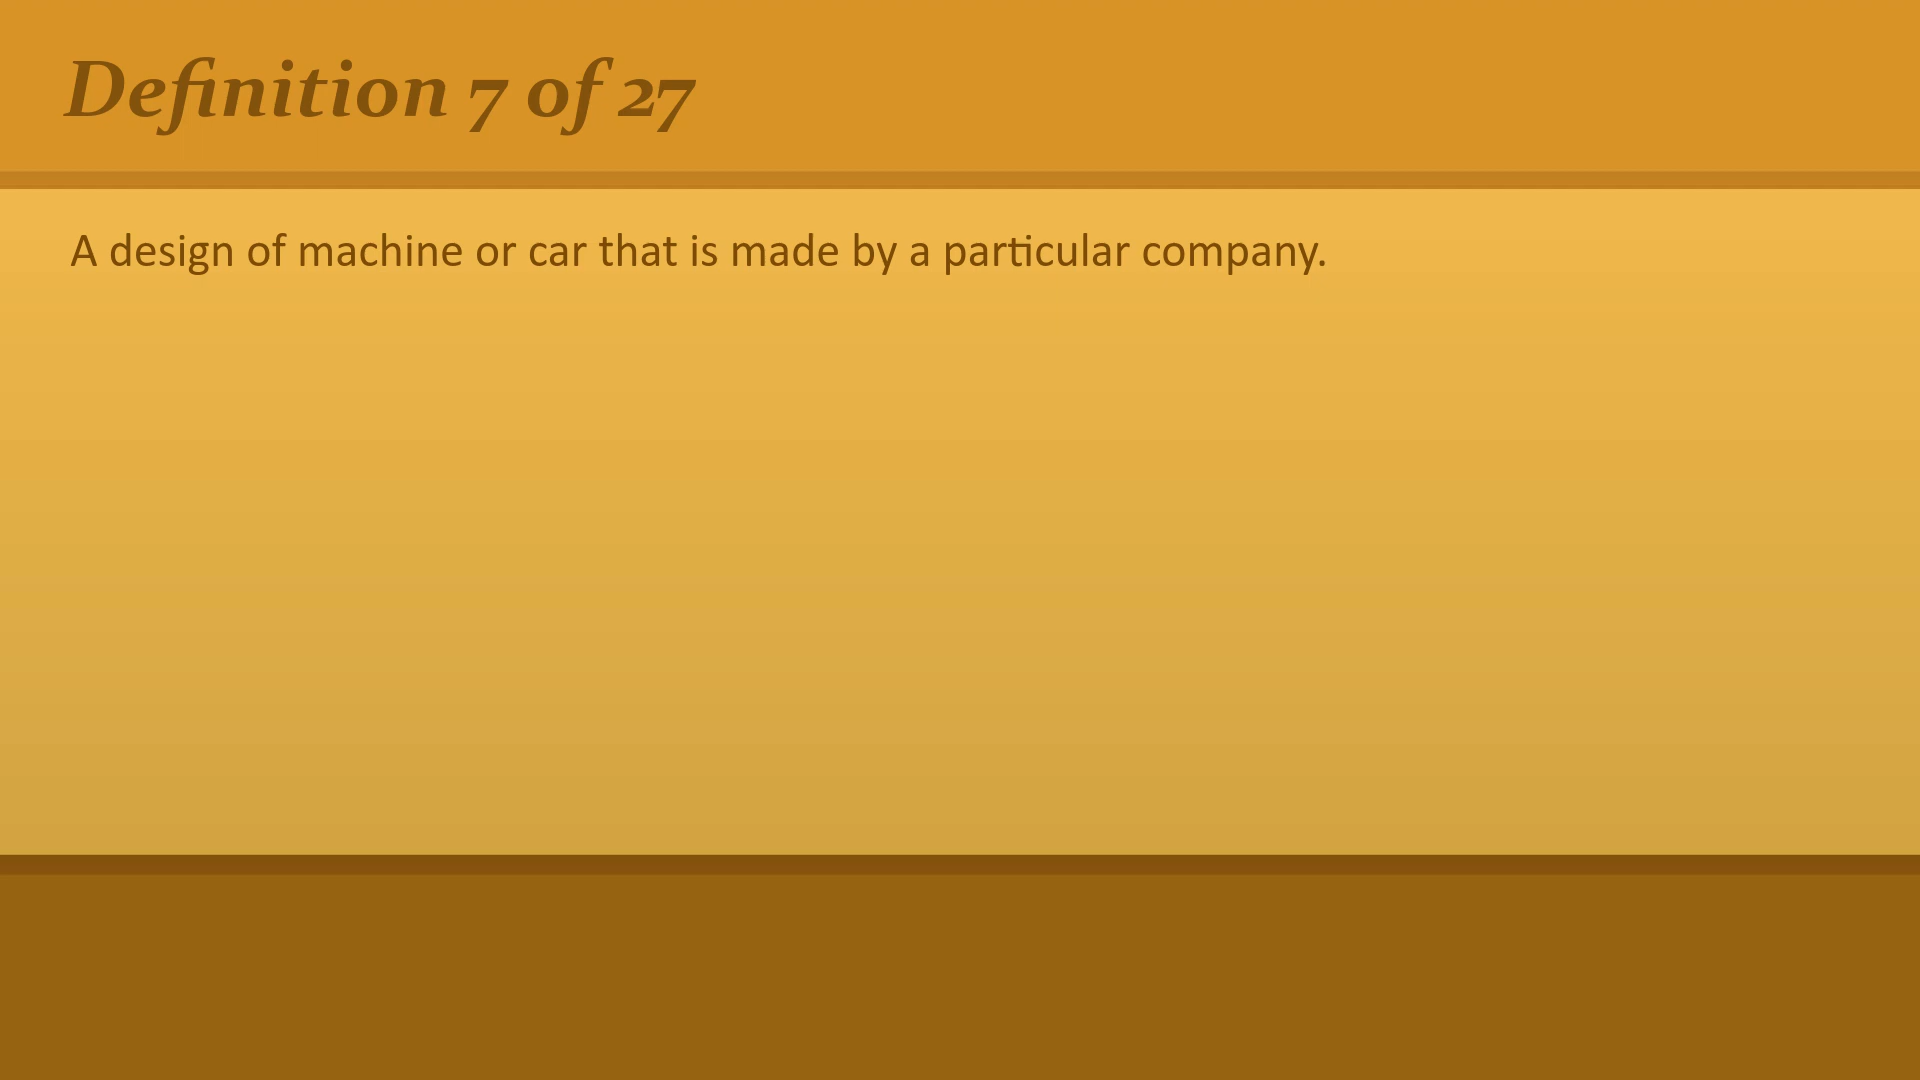 Definition 7 of 27
A design of machine or car that is made by a particular company.